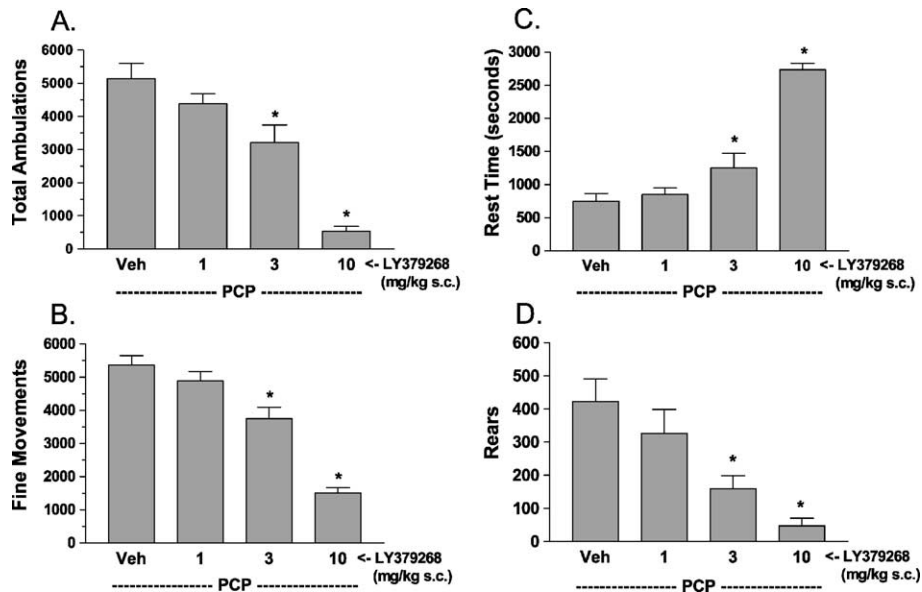 A.
Total Ambulations
6000
5000
4000
3000
2000
1000
0
Veh 1 3 10 <- LY379268
(mg/kg s.c.)
----------------- PCP -----------------
* *
C.
Rest Time (seconds)
3000
2500
2000
1500
1000
500
0
Veh 1 3 10 <- LY379268
(mg/kg s.c.)
----------------- PCP -----------------
* *
B.
Fine Movements
6000
5000
4000
3000
2000
1000
0
Veh 1 3 10 <- LY379268
(mg/kg s.c.)
----------------- PCP -----------------
* *
D.
Rears
600
500
400
300
200
100
0
Veh 1 3 10 <- LY379268
(mg/kg s.c.)
----------------- PCP -----------------
* *